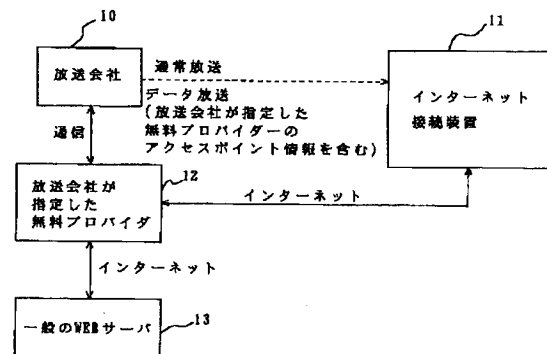 10
放送会社
通常放送
データ放送
(放送会社が指定した
無料プロバイダーの
アクセスポイント情報を含む)
11
インターネット
接続装置
通信
12
放送会社が
指定した
無料プロバイダ
インターネット
インターネット
一般のWEBサーバ
13